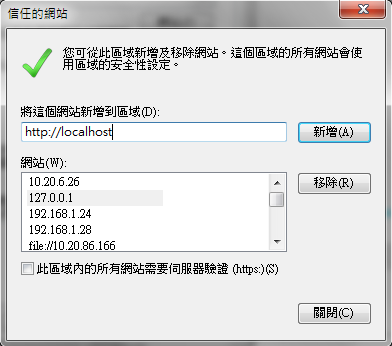 信任的網站
您可從此區域新增及移除網站。這個區域的所有網站會使
用區域的安全性設定。
將這個網站新增到區域(D):
http://localhost
新增(A)
網站(W):
10.20.6.26
127.0.0.1
192.168.1.24
192.168.1.28
file://10.20.86.166
移除(R)
此區域內的所有網站需要伺服器驗證 (https:)(S)
關閉(C)